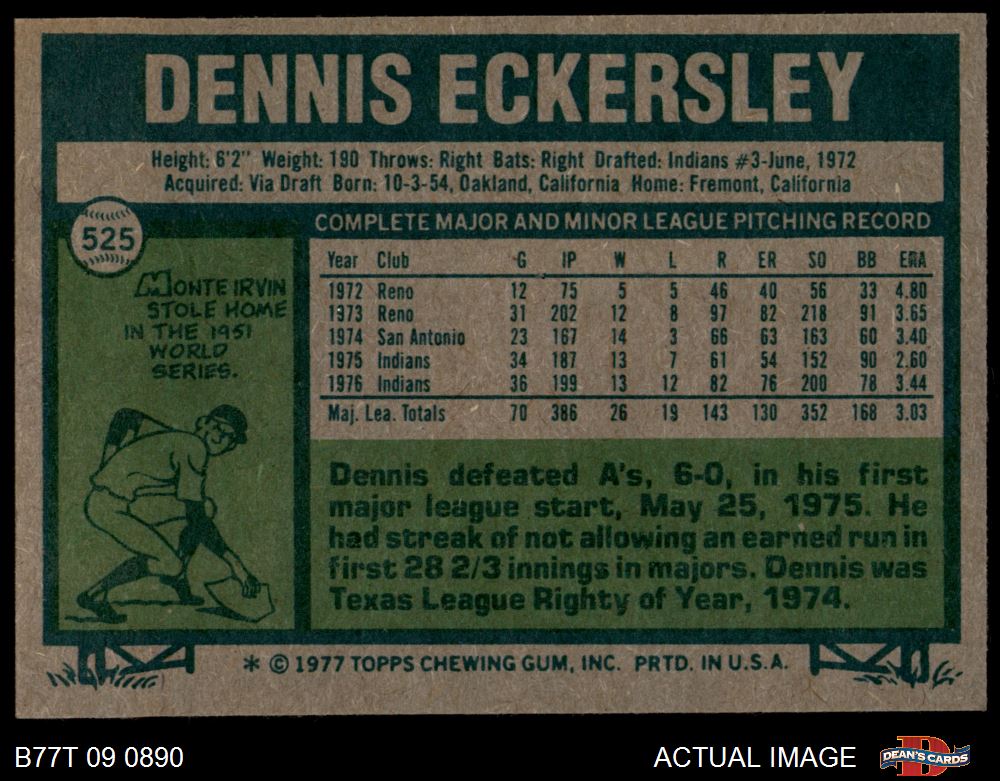 DENNIS ECKERSLEY
Height: 6'2" Weight: 190 Throws: Right Bats: Right Drafted: Indians #3-June, 1972
Acquired: Via Draft Born: 10-3-54, Oakland, California Home: Fremont, California
525
MONTE IRVIN
STOLE HOME
IN THE 1951
WORLD
SERIES.
COMPLETE MAJOR AND MINOR LEAGUE PITCHING RECORD
Year Club G IP W L R ER SO BB ERA
1972 Reno 12 75 5 5 46 40 56 33 4.80
1973 Reno 31 202 12 8 97 82 218 91 3.65
1974 San Antonio 23 167 14 3 66 63 163 60 3.40
1975 Indians 34 187 13 7 61 54 152 90 2.60
1976 Indians 36 199 13 12 82 76 200 78 3.44
Maj. Lea. Totals 70 386 26 19 143 130 352 168 3.03
Dennis defeated A's, 6-0, in his first
major league start, May 25, 1975. He
had streak of not allowing an earned run in
first 28 2/3 innings in majors. Dennis was
Texas League Righty of Year, 1974.
* © 1977 TOPPS CHEWING GUM, INC. PRTD. IN U.S.A.
B77T 09 0890
ACTUAL IMAGE
DEAN'S CARDS